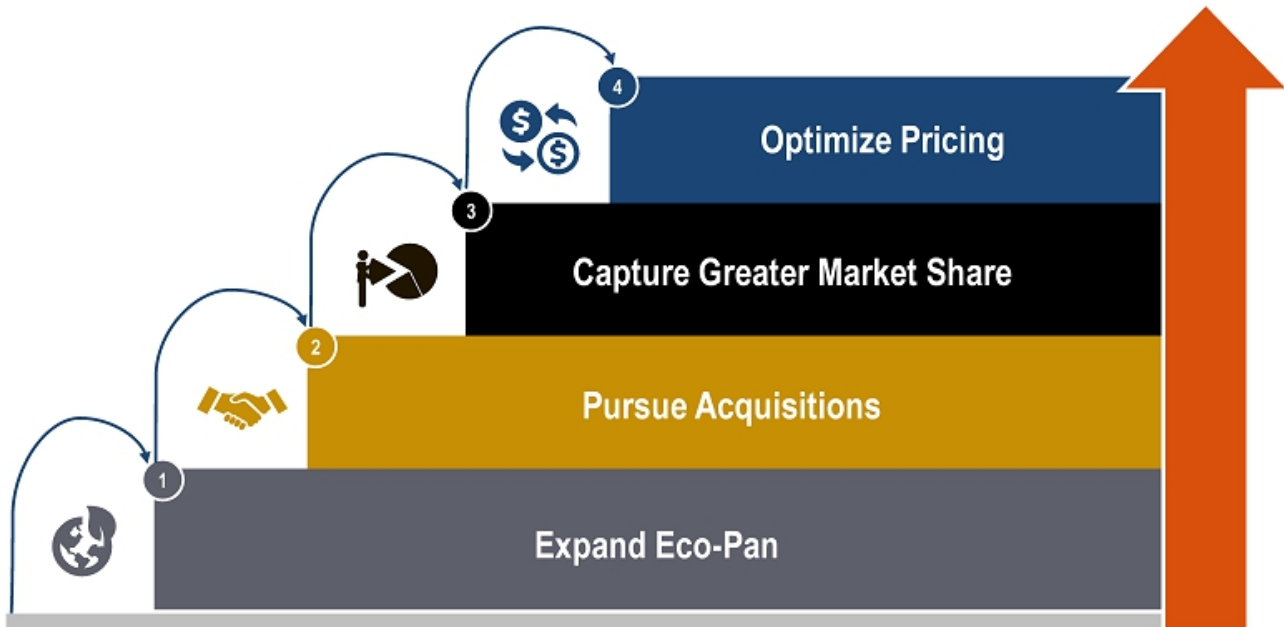 4
$
$
Optimize Pricing
3
Capture Greater Market Share
2
Pursue Acquisitions
1
Expand Eco-Pan